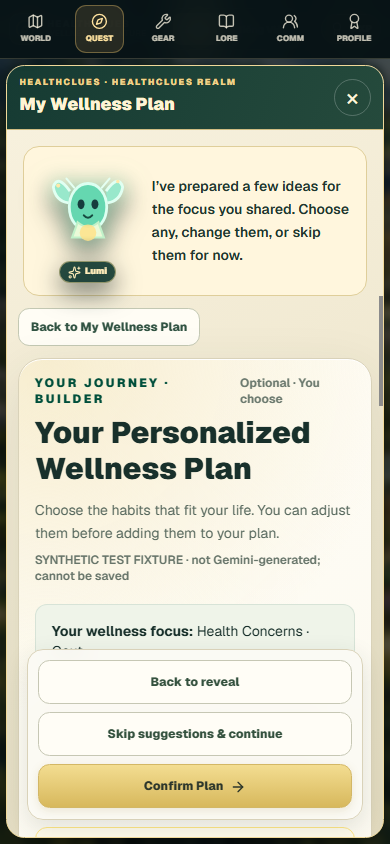 WORLD
QUEST
GEAR
LORE
COMM
PROFILE
HEALTHCLUES · HEALTHCLUES REALM
My Wellness Plan
I've prepared a few ideas for
the focus you shared. Choose
any, change them, or skip
them for now.
Lumi
Back to My Wellness Plan
YOUR JOURNEY ·
BUILDER
Optional · You
choose
Your Personalized
Wellness Plan
Choose the habits that fit your life. You can adjust
them before adding them to your plan.
SYNTHETIC TEST FIXTURE · not Gemini-generated;
cannot be saved
Your wellness focus: Health Concerns ·
Back to reveal
Skip suggestions & continue
Confirm Plan →